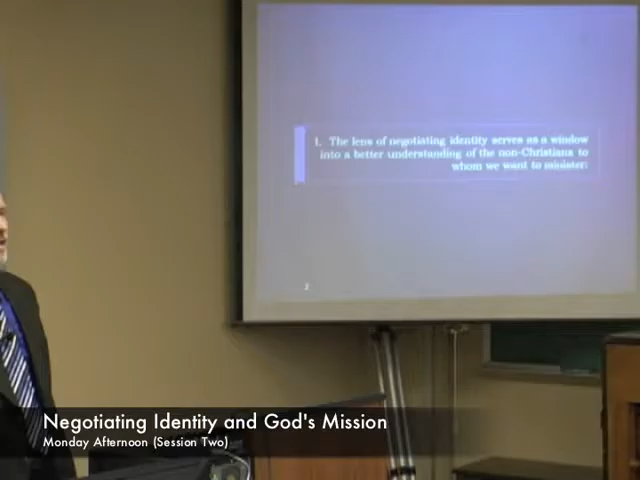 1. The lens of negotiating identity serves as a window
into a better understanding of the non-Christians to
whom we want to minister:
2
Negotiating Identity and God's Mission
Monday Afternoon (Session Two)